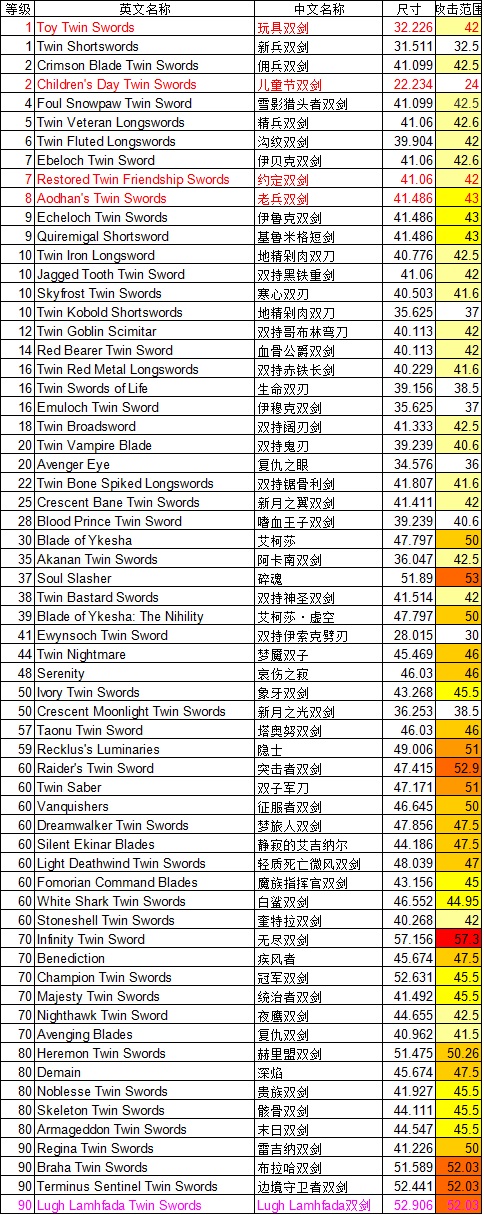 等级 英文名称 中文名称 尺寸 攻击范围
1 Toy Twin Swords 玩具双剑 32.226 42
1 Twin Shortswords 新兵双剑 31.511 32.5
2 Crimson Blade Twin Swords 佣兵双剑 41.099 42.5
2 Children's Day Twin Swords 儿童节双剑 22.234 24
4 Foul Snowpaw Twin Sword 雪影猎头者双剑 41.099 42.5
5 Twin Veteran Longswords 精兵双剑 41.06 42.6
6 Twin Fluted Longswords 沟纹双剑 39.904 42
7 Ebeloch Twin Sword 伊贝克双剑 41.06 42.6
7 Restored Twin Friendship Swords 约定双剑 41.06 42
8 Aodhan's Twin Swords 老兵双剑 41.486 43
9 Echeloch Twin Swords 伊鲁克双剑 41.486 43
9 Quiremigal Shortsword 基鲁米格短剑 41.486 43
10 Twin Iron Longsword 地精剁肉双刀 40.776 42.5
10 Jagged Tooth Twin Sword 双持黑铁重剑 41.06 42
10 Skyfrost Twin Swords 寒心双刃 40.503 41.6
10 Twin Kobold Shortswords 地精剁肉双刀 35.625 37
12 Twin Goblin Scimitar 双持哥布林弯刀 40.113 42
14 Red Bearer Twin Sword 血骨公爵双剑 40.113 42
16 Twin Red Metal Longswords 双持赤铁长剑 40.229 41.6
16 Twin Swords of Life 生命双刃 39.156 38.5
16 Emuloch Twin Sword 伊穆克双剑 35.625 37
18 Twin Broadsword 双持阔刃剑 41.333 42.5
20 Twin Vampire Blade 双持鬼刃 39.239 40.6
20 Avenger Eye 复仇之眼 34.576 36
22 Twin Bone Spiked Longswords 双持锯骨利剑 41.807 41.6
25 Crescent Bane Twin Swords 新月之翼双剑 41.411 42
28 Blood Prince Twin Sword 嗜血王子双剑 39.239 40.6
30 Blade of Ykesha 艾柯莎 47.797 50
35 Akanan Twin Swords 阿卡南双剑 36.047 42.5
37 Soul Slasher 碎魂 51.89 53
38 Twin Bastard Swords 双持神圣双剑 41.514 42
39 Blade of Ykesha: The Nihility 艾柯莎·虚空 47.797 50
41 Ewynsoch Twin Sword 双持伊索克劈刃 28.015 30
44 Twin Nightmare 梦魇双子 45.469 46
48 Serenity 哀伤之寂 46.03 46
50 Ivory Twin Swords 象牙双剑 43.268 45.5
50 Crescent Moonlight Twin Swords 新月之光双剑 36.253 38.5
57 Taonu Twin Sword 塔奥努双剑 46.03 46
59 Recklus's Luminaries 隐士 49.006 51
60 Raider's Twin Sword 突击者双剑 47.415 52.9
60 Twin Saber 双子军刀 47.171 51
60 Vanquishers 征服者双剑 46.645 50
60 Dreamwalker Twin Swords 梦旅人双剑 47.856 47.5
60 Silent Ekinar Blades 静寂的艾吉纳尔 44.186 47.5
60 Light Deathwind Twin Swords 轻质死亡微风双剑 48.039 47
60 Fomorian Command Blades 魔族指挥官双剑 43.156 45
60 White Shark Twin Swords 白鲨双剑 46.552 44.95
60 Stoneshell Twin Swords 奎特拉双剑 40.268 42
70 Infinity Twin Sword 无尽双剑 57.156 57.3
70 Benediction 疾风者 45.674 47.5
70 Champion Twin Swords 冠军双剑 52.631 45.5
70 Majesty Twin Swords 统治者双剑 41.492 45.5
70 Nighthawk Twin Sword 夜鹰双剑 44.655 42.5
70 Avenging Blades 复仇双剑 40.962 41.5
80 Heremon Twin Swords 赫里盟双剑 51.475 50.26
80 Demain 深焰 45.674 47.5
80 Noblesse Twin Swords 贵族双剑 41.927 45.5
80 Skeleton Twin Swords 骸骨双剑 44.111 45.5
80 Armageddon Twin Swords 末日双剑 44.547 45.5
90 Regina Twin Swords 雷吉纳双剑 41.226 50
90 Braha Twin Swords 布拉哈双剑 51.589 52.03
90 Terminus Sentinel Twin Swords 边境守卫者双剑 52.441 52.03
90 Lugh Lamhfada Twin Swords Lugh Lamhfada双剑 52.906 52.03